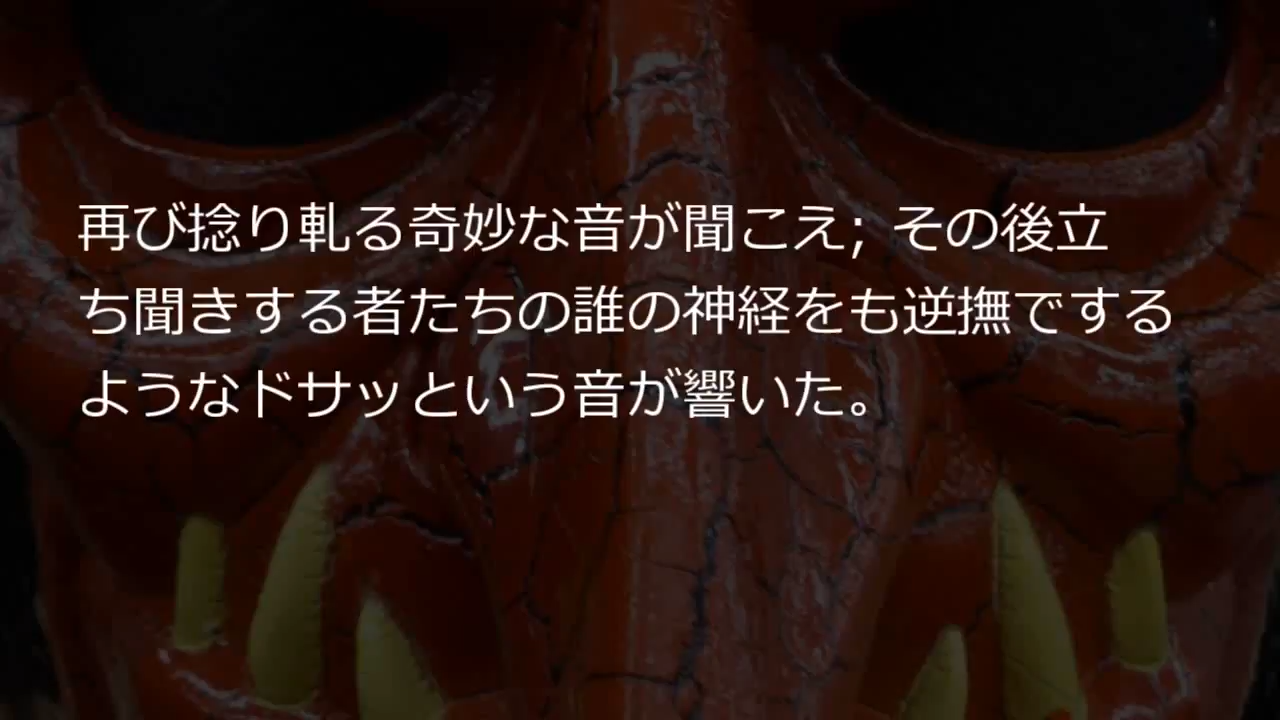 再び捻り軋る奇妙な音が聞こえ; その後立
ち聞きする者たちの誰の神経をも逆撫でする
ようなドサッという音が響いた。